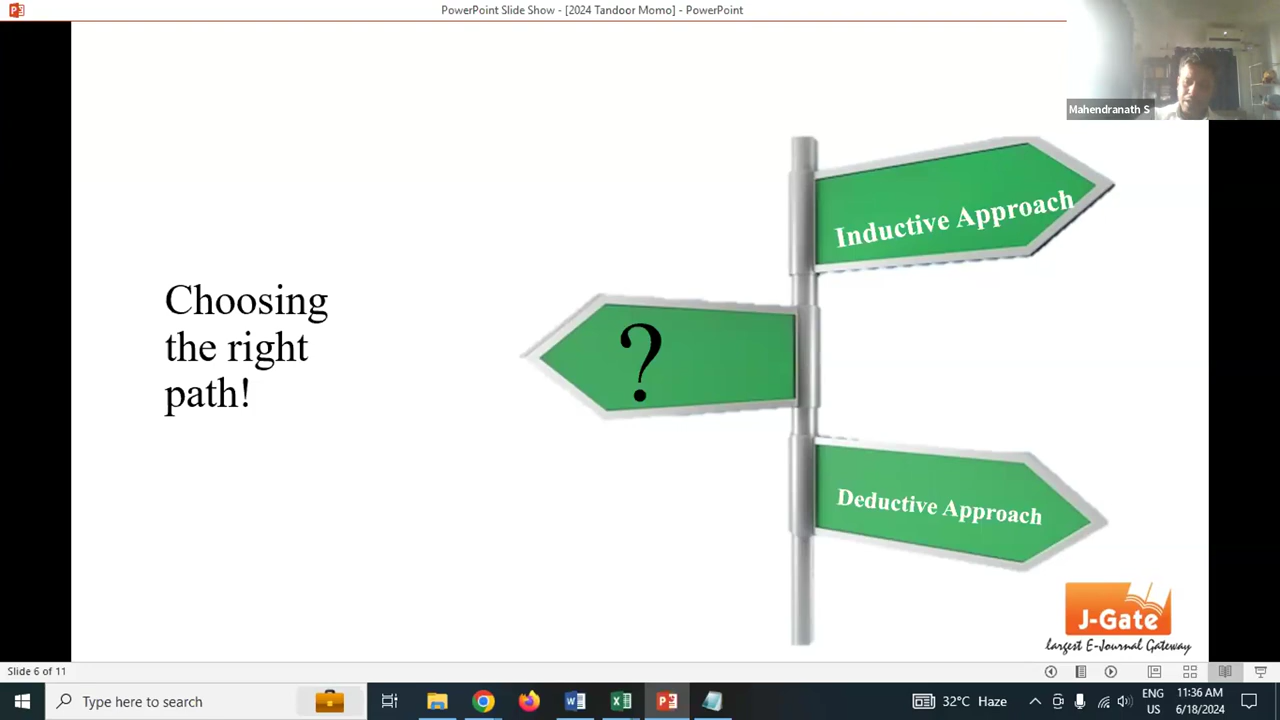 PowerPoint Slide Show - [2024 Tandoor Momo] - PowerPoint
Mahendranath S
Inductive Approach
Choosing
the right
path!
?
Deductive Approach
J-Gate
largest E-Journal Gateway
Slide 6 of 11
Type here to search
32°C Haze
ENG
US
11:36 AM
6/18/2024